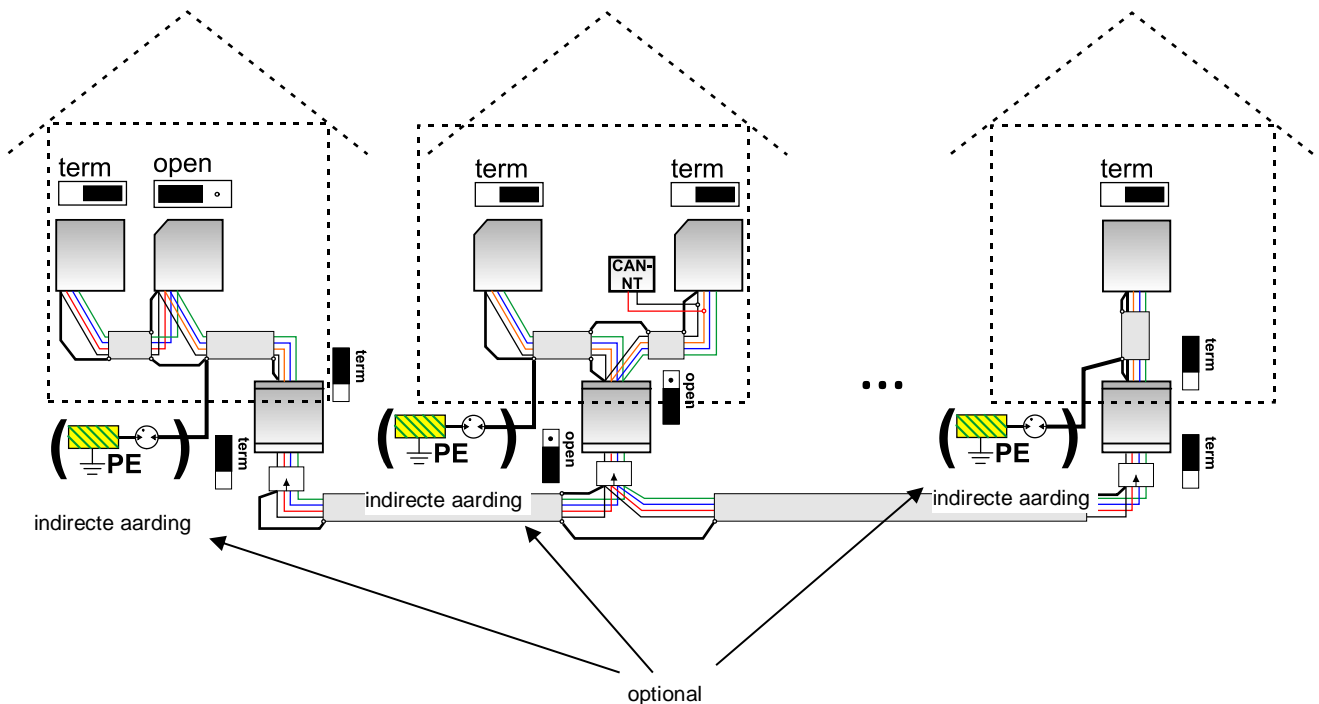 term
open
term
term
term
CAN-
NT
term
open
term
...
( PE )
term
( PE )
open
( PE )
term
indirecte aarding
indirecte aarding
indirecte aarding
optional